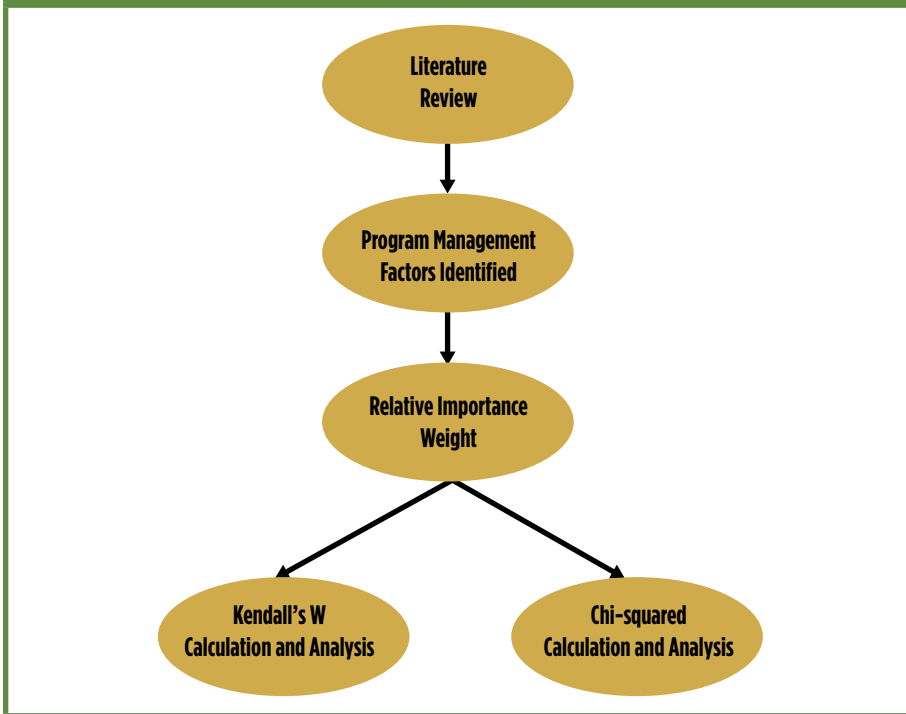 Literature
Review
Program Management
Factors Identified
Relative Importance
Weight
Kendall's W
Calculation and Analysis
Chi-squared
Calculation and Analysis